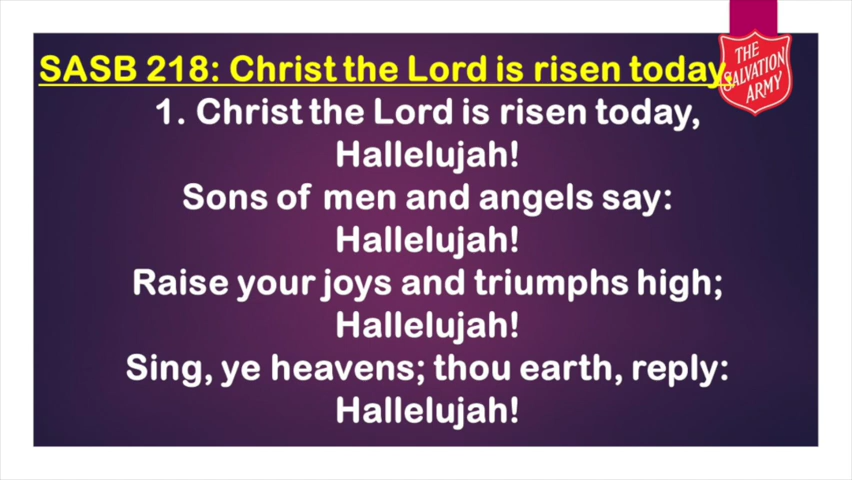 SASB 218: Christ the Lord is risen today,
THE
SALVATION
ARMY
1. Christ the Lord is risen today,
Hallelujah!
Sons of men and angels say:
Hallelujah!
Raise your joys and triumphs high;
Hallelujah!
Sing, ye heavens; thou earth, reply:
Hallelujah!